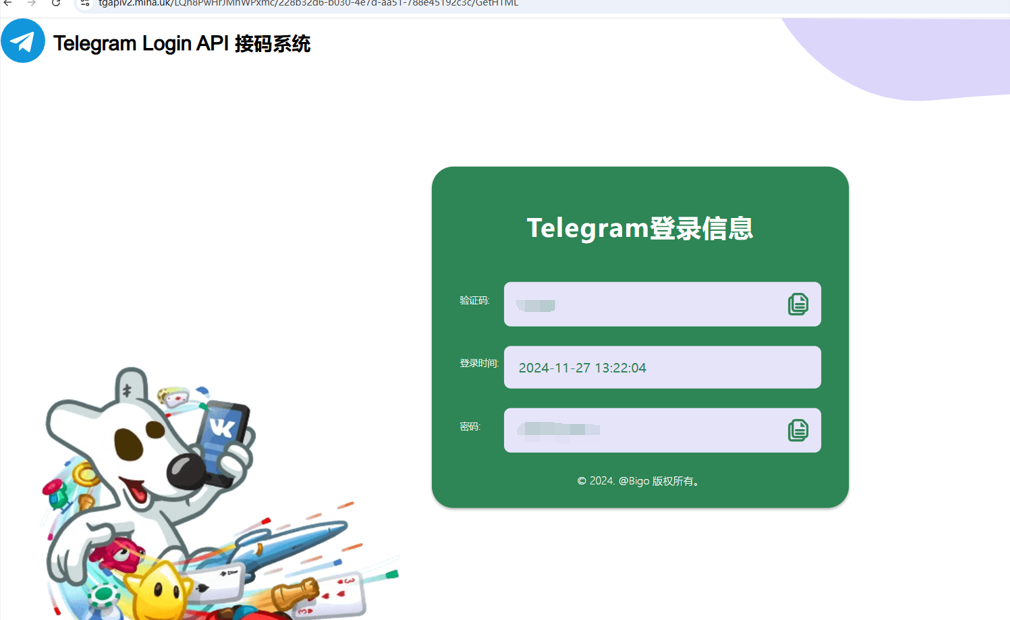 tgapiv2.mina.uk/LQh8PwHrJMnWPxmc/228b32d6-b030-4e7d-aa51-788e45192c3c/GetHTML
Telegram Login API 接码系统
Telegram登录信息
验证码:
登录时间:
2024-11-27 13:22:04
密码:
© 2024. @Bigo 版权所有。